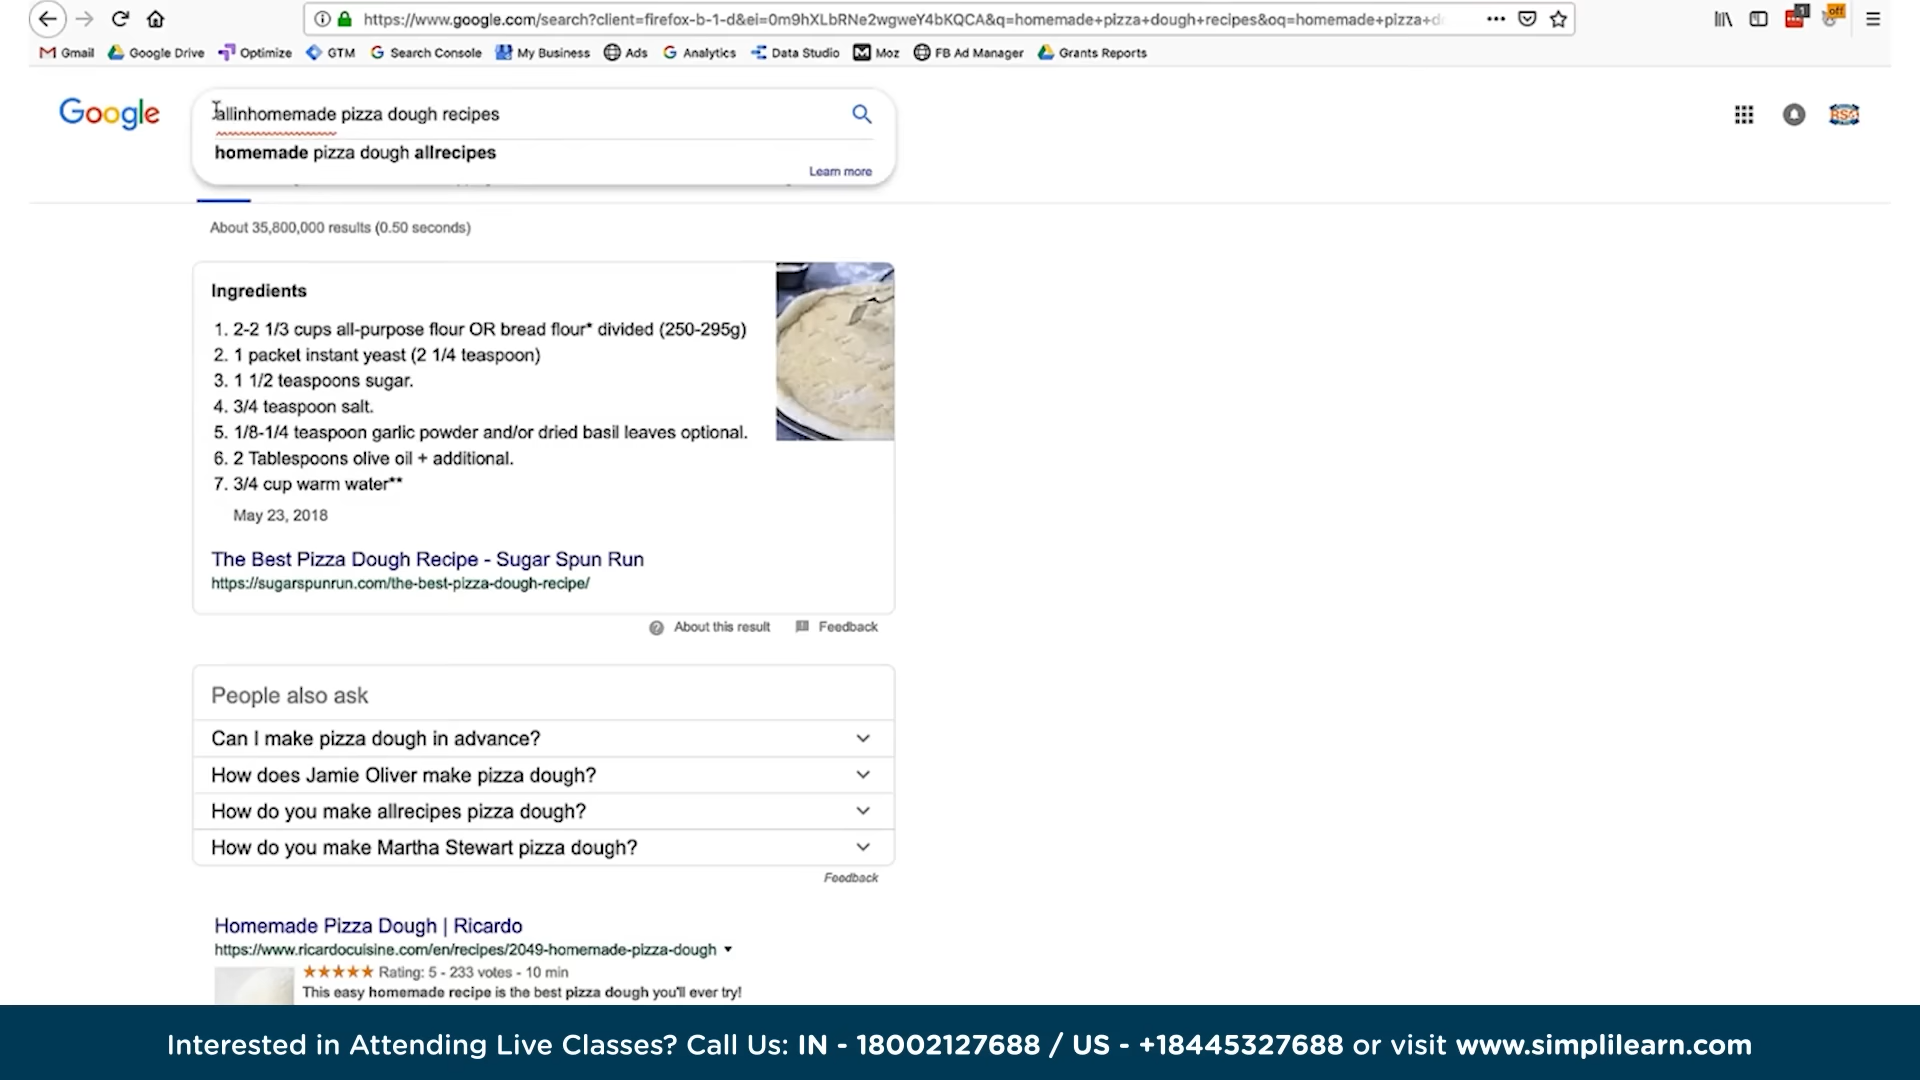 https://www.google.com/search?client=firefox-b-1-d&ei=0m9hXLbRNe2wgweY4bKQCA&q=homemade+pizza+dough+recipes&oq=homemade+pizza+d
off
Gmail Google Drive Optimize GTM Search Console My Business Ads Analytics Data Studio Moz FB Ad Manager Grants Reports
Google
allinhomemade pizza dough recipes
homemade pizza dough allrecipes
Learn more
About 35,800,000 results (0.50 seconds)
Ingredients
1. 2-2 1/3 cups all-purpose flour OR bread flour* divided (250-295g)
2. 1 packet instant yeast (2 1/4 teaspoon)
3. 1 1/2 teaspoons sugar.
4. 3/4 teaspoon salt.
5. 1/8-1/4 teaspoon garlic powder and/or dried basil leaves optional.
6. 2 Tablespoons olive oil + additional.
7. 3/4 cup warm water**
May 23, 2018
The Best Pizza Dough Recipe - Sugar Spun Run
https://sugarspunrun.com/the-best-pizza-dough-recipe/
About this result Feedback
People also ask
Can I make pizza dough in advance?
How does Jamie Oliver make pizza dough?
How do you make allrecipes pizza dough?
How do you make Martha Stewart pizza dough?
Feedback
Homemade Pizza Dough | Ricardo
https://www.ricardocuisine.com/en/recipes/2049-homemade-pizza-dough
★★★★★ Rating: 5 - 233 votes - 10 min
This easy homemade recipe is the best pizza dough you'll ever try!
Interested in Attending Live Classes? Call Us: IN - 18002127688 / US - +18445327688 or visit www.simplilearn.com